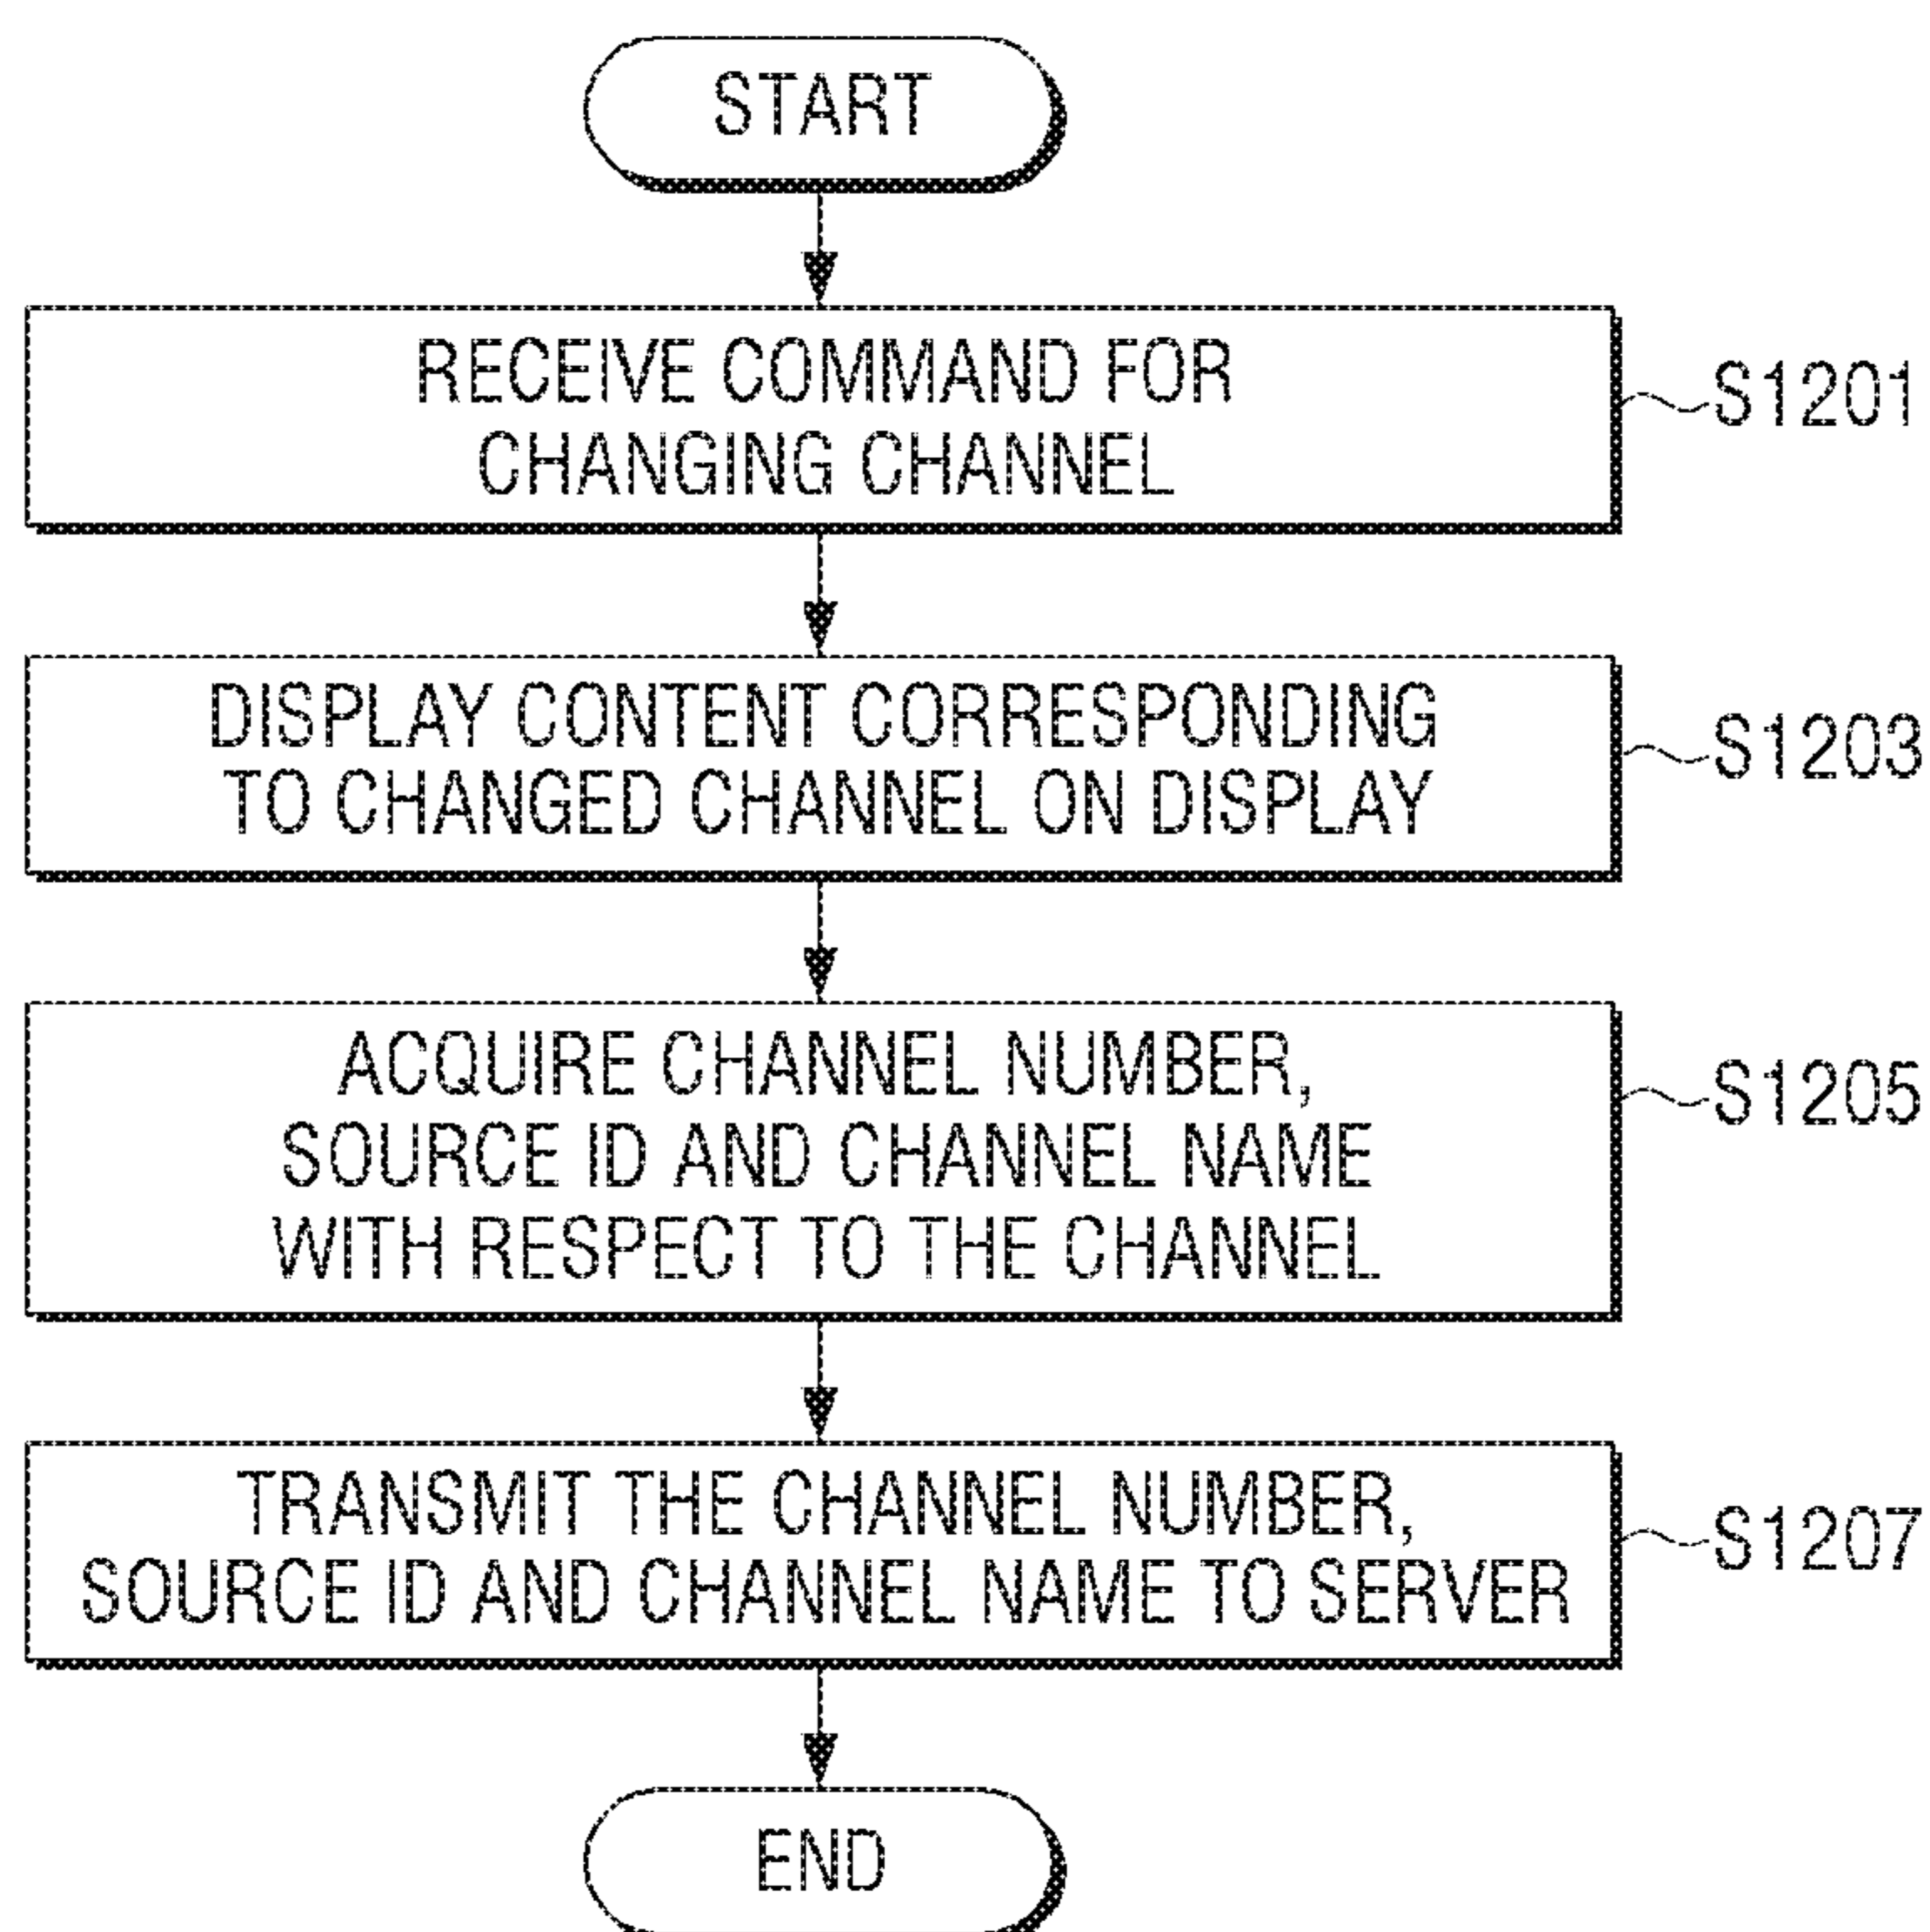 START
RECEIVE COMMAND FOR
CHANGING CHANNEL
S1201
DISPLAY CONTENT CORRESPONDING
TO CHANGED CHANNEL ON DISPLAY
S1203
ACQUIRE CHANNEL NUMBER,
SOURCE ID AND CHANNEL NAME
WITH RESPECT TO THE CHANNEL
S1205
TRANSMIT THE CHANNEL NUMBER,
SOURCE ID AND CHANNEL NAME TO SERVER
S1207
END